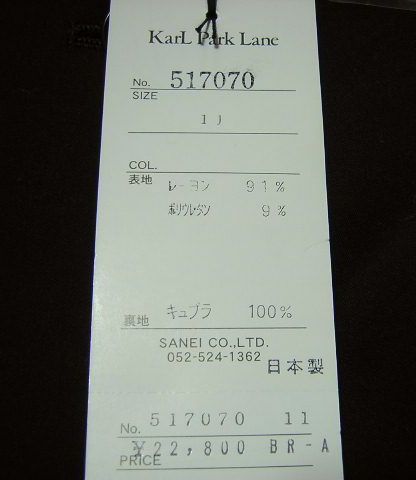 KarL Park Lane
No. 517070
SIZE
11
COL.
表地 レーヨン 91%
ポリウレタン 9%
裏地 キュプラ 100%
SANEI CO.,LTD.
052-524-1362
日本製
No. 517070 11
¥22,800 BR-A
PRICE